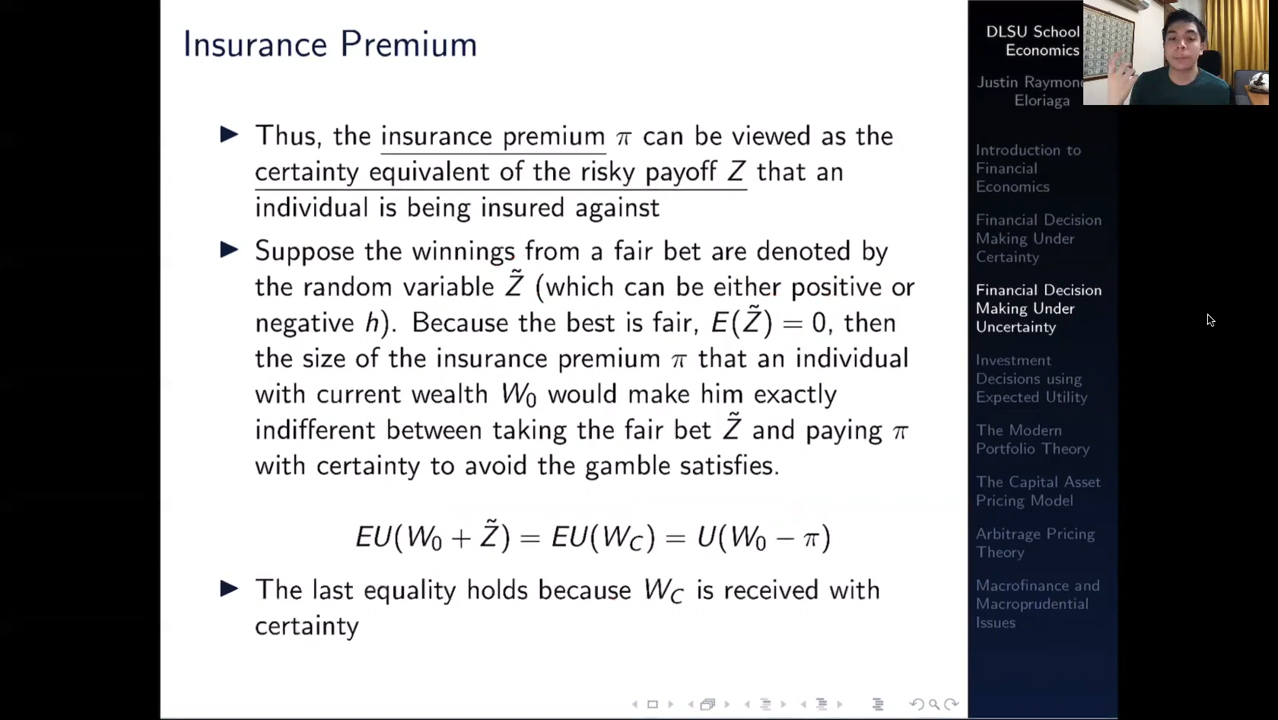 Insurance Premium
Thus, the insurance premium π can be viewed as the
certainty equivalent of the risky payoff Z that an
individual is being insured against
Suppose the winnings from a fair bet are denoted by
the random variable Z̃ (which can be either positive or
negative h). Because the best is fair, E(Z̃) = 0, then
the size of the insurance premium π that an individual
with current wealth W₀ would make him exactly
indifferent between taking the fair bet Z̃ and paying π
with certainty to avoid the gamble satisfies.
EU(W₀ + Z̃) = EU(W_C) = U(W₀ − π)
The last equality holds because W_C is received with
certainty
DLSU School
Economics
Justin Raymon
Eloriaga
Introduction to
Financial
Economics
Financial Decision
Making Under
Certainty
Financial Decision
Making Under
Uncertainty
Investment
Decisions using
Expected Utility
The Modern
Portfolio Theory
The Capital Asset
Pricing Model
Arbitrage Pricing
Theory
Macrofinance and
Macroprudential
Issues